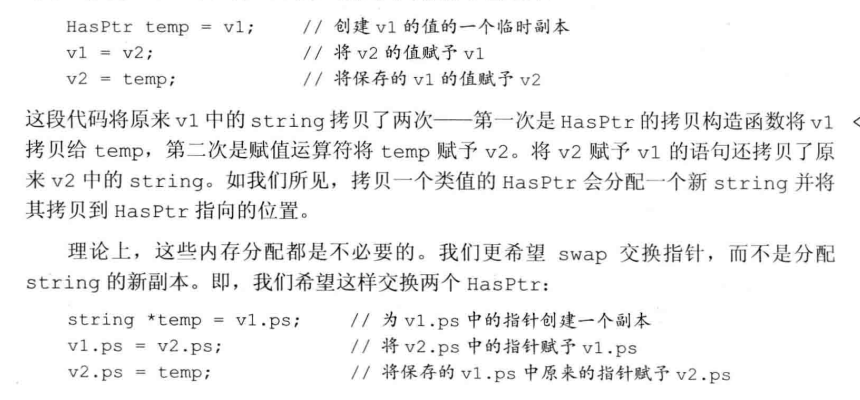 HasPtr temp = v1; // 创建 v1 的值的一个临时副本
v1 = v2; // 将 v2 的值赋予 v1
v2 = temp; // 将保存的 v1 的值赋予 v2
这段代码将原来 v1 中的 string 拷贝了两次——第一次是 HasPtr 的拷贝构造函数将 v1 <
拷贝给 temp，第二次是赋值运算符将 temp 赋予 v2。将 v2 赋予 v1 的语句还拷贝了原
来 v2 中的 string。如我们所见，拷贝一个类值的 HasPtr 会分配一个新 string 并将
其拷贝到 HasPtr 指向的位置。
理论上，这些内存分配都是不必要的。我们更希望 swap 交换指针，而不是分配
string 的新副本。即，我们希望这样交换两个 HasPtr：
string *temp = v1.ps; // 为 v1.ps 中的指针创建一个副本
v1.ps = v2.ps; // 将 v2.ps 中的指针赋予 v1.ps
v2.ps = temp; // 将保存的 v1.ps 中原来的指针赋予 v2.ps